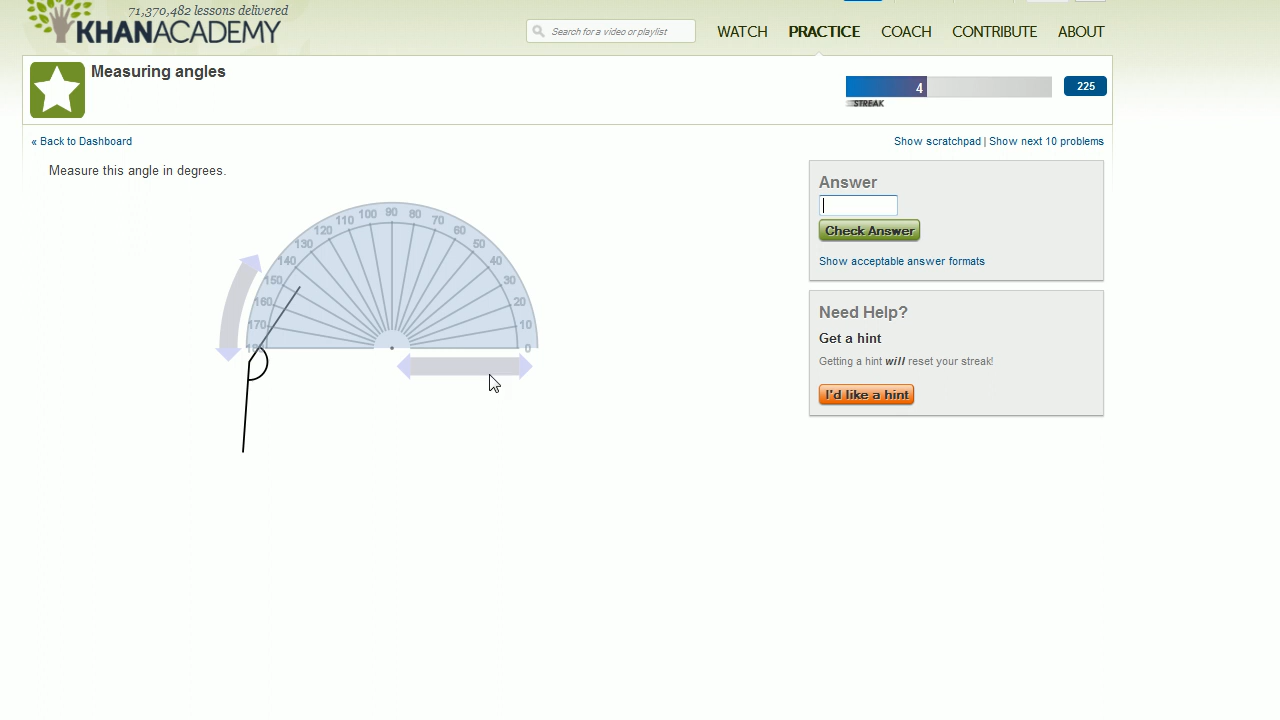 71,370,482 lessons delivered
KHANACADEMY
Search for a video or playlist
WATCH PRACTICE COACH CONTRIBUTE ABOUT
Measuring angles
4
225
STREAK
« Back to Dashboard
Show scratchpad | Show next 10 problems
Measure this angle in degrees.
180 170 160 150 140 130 120 110 100 90 80 70 60 50 40 30 20 10 0
Answer
Check Answer
Show acceptable answer formats
Need Help?
Get a hint
Getting a hint will reset your streak!
I'd like a hint